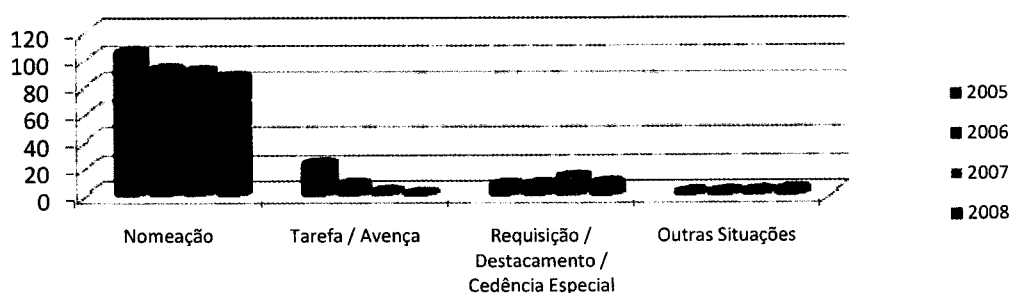 120
100
80
60
40
20
0
Nomeação
Tarefa / Avença
Requisição /
Destacamento /
Cedência Especial
Outras Situações
2005
2006
2007
2008